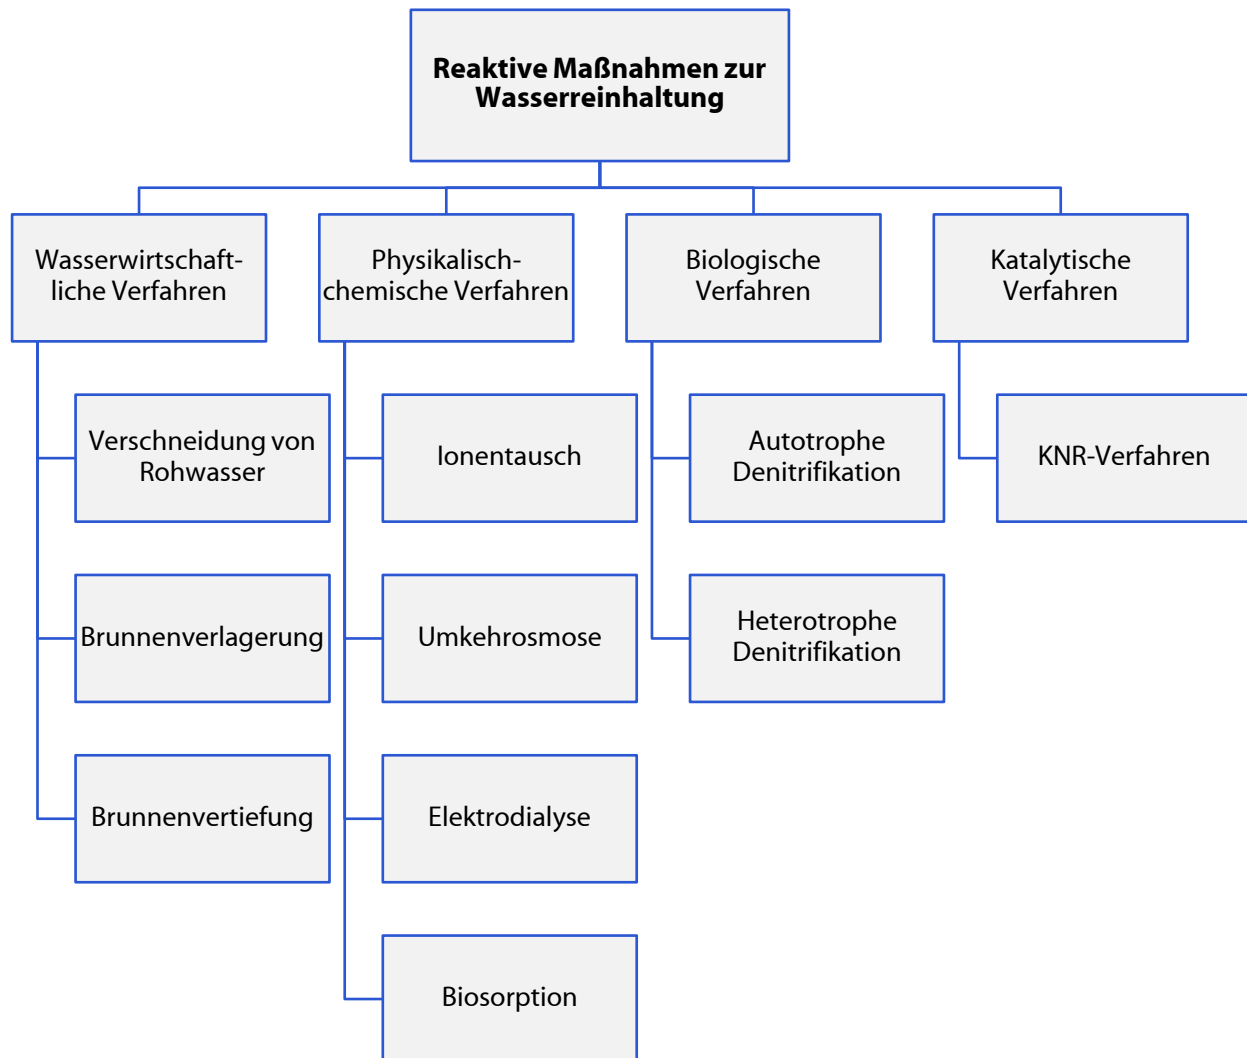 Reaktive Maßnahmen zur
Wasserreinhaltung
Wasserwirtschaft-
liche Verfahren
Physikalisch-
chemische Verfahren
Biologische
Verfahren
Katalytische
Verfahren
Verschneidung von
Rohwasser
Ionentausch
Autotrophe
Denitrifikation
KNR-Verfahren
Brunnenverlagerung
Umkehrosmose
Heterotrophe
Denitrifikation
Brunnenvertiefung
Elektrodialyse
Biosorption